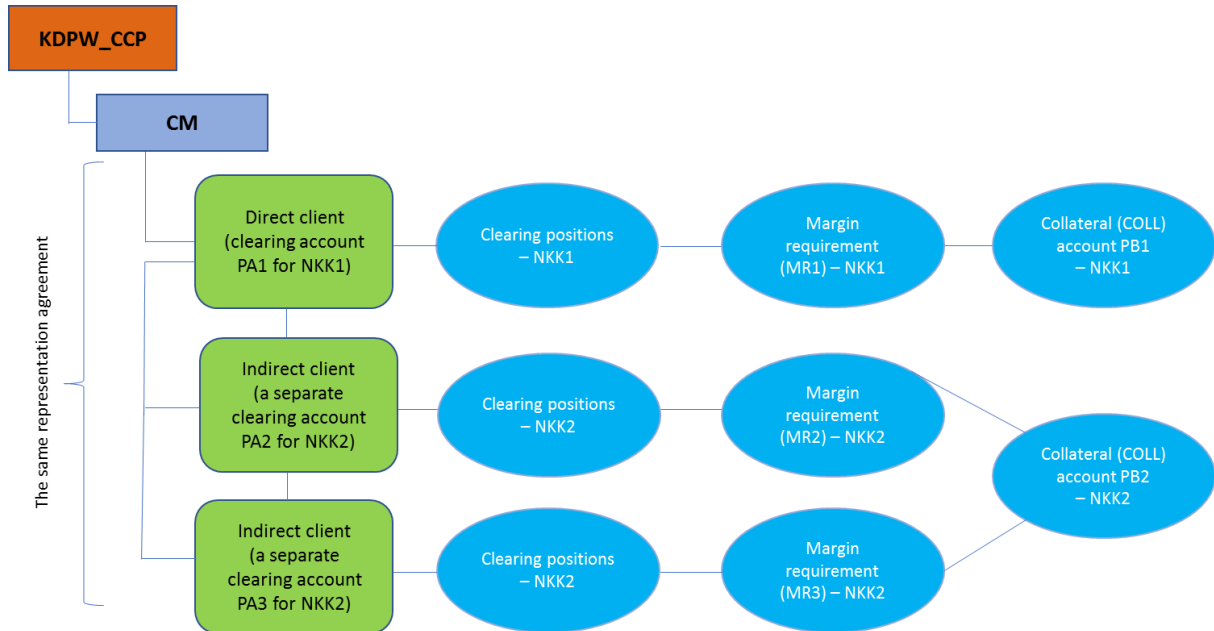 KDPW_CCP
CM
The same representation agreement
Direct client
(clearing account
PA1 for NKK1)
Clearing positions
– NKK1
Margin
requirement
(MR1) – NKK1
Collateral (COLL)
account PB1
– NKK1
Indirect client
(a separate
clearing account
PA2 for NKK2)
Clearing positions
– NKK2
Margin
requirement
(MR2) – NKK2
Collateral (COLL)
account PB2
– NKK2
Indirect client
(a separate
clearing account
PA3 for NKK2)
Clearing positions
– NKK2
Margin
requirement
(MR3) – NKK2